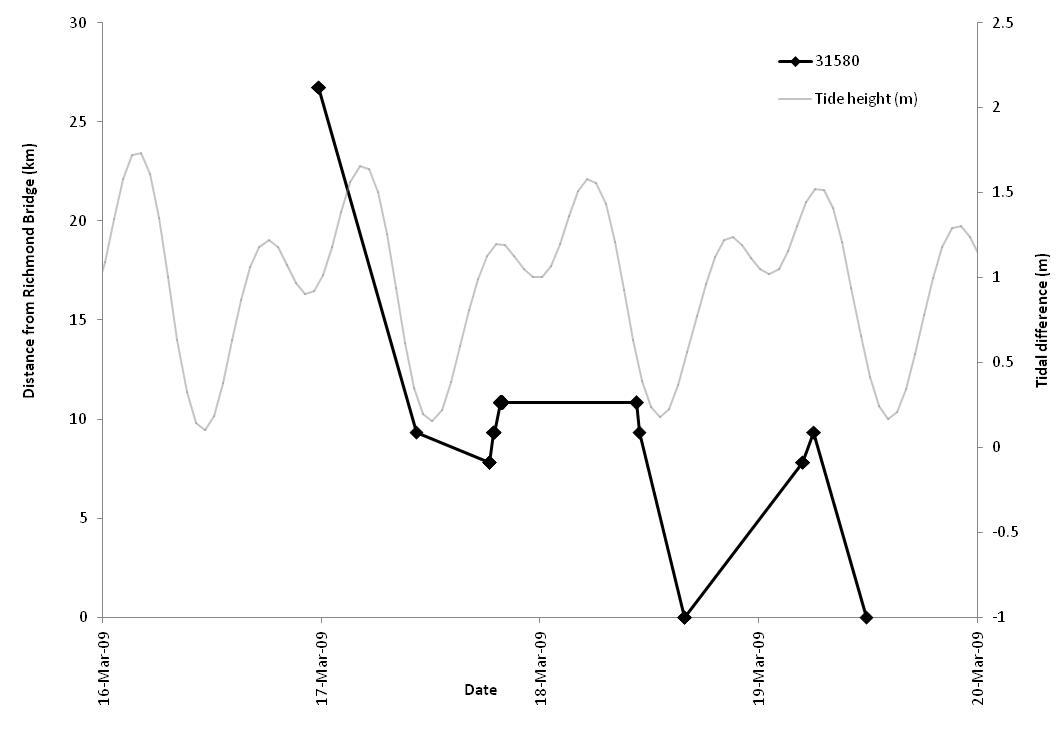 30
25
20
15
10
5
0
Distance from Richmond Bridge (km)
2.5
2
1.5
1
0.5
0
-0.5
-1
Tidal difference (m)
31580
Tide height (m)
16-Mar-09
17-Mar-09
18-Mar-09
19-Mar-09
20-Mar-09
Date